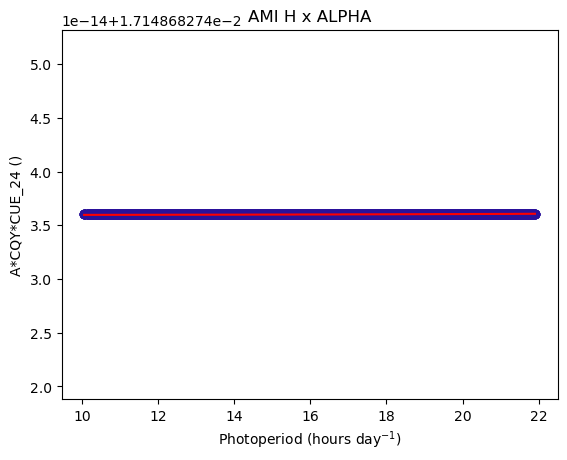 AMI H x ALPHA
1e−14+1.714868274e−2
5.0
4.5
4.0
3.5
3.0
2.5
2.0
A*CQY*CUE_24 ()
10 12 14 16 18 20 22
Photoperiod (hours day⁻¹)